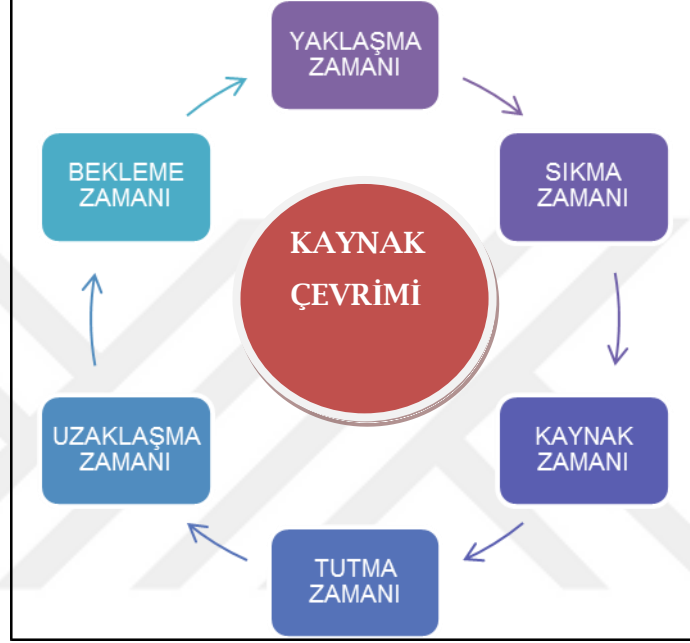 YAKLAŞMA
ZAMANI
SIKMA
ZAMANI
KAYNAK
ZAMANI
TUTMA
ZAMANI
UZAKLAŞMA
ZAMANI
BEKLEME
ZAMANI
KAYNAK
ÇEVRİMİ